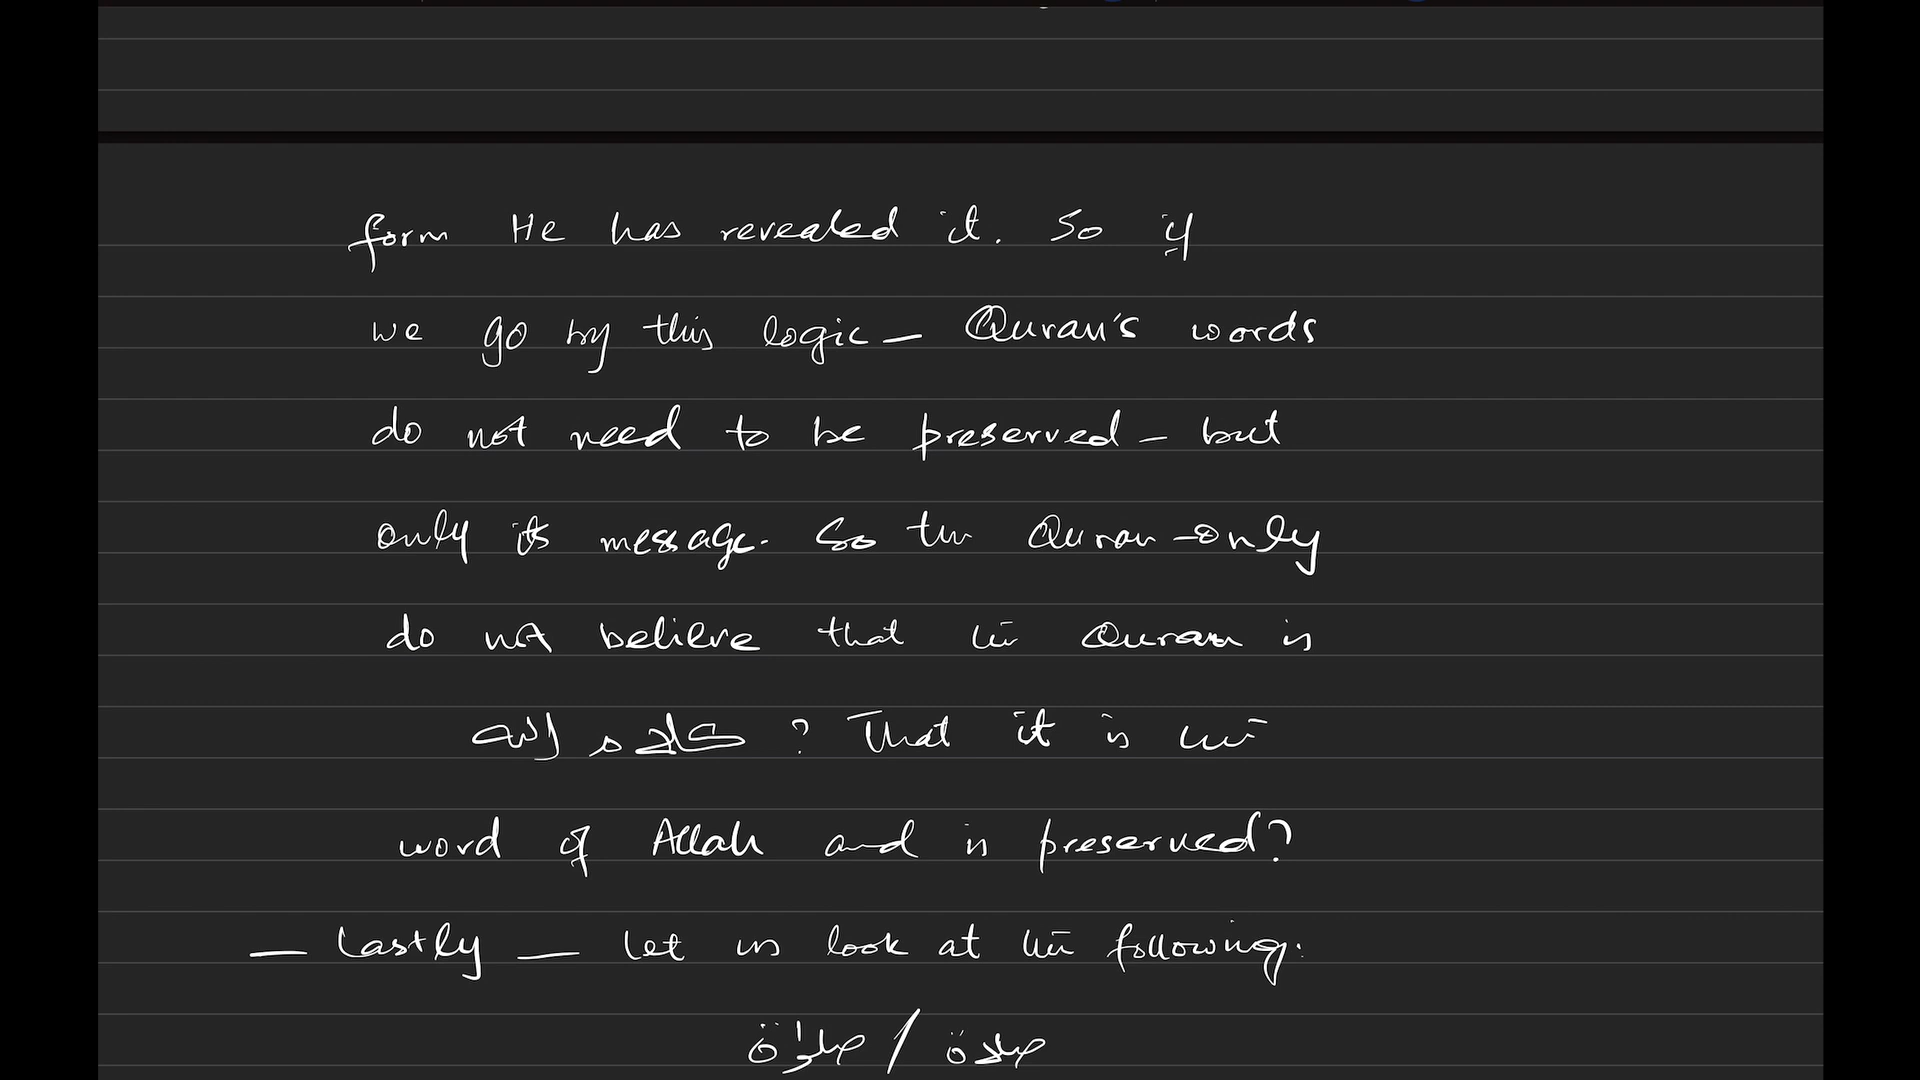 form He has revealed it. So if
we go by this logic – Quran's words
do not need to be preserved – but
only its message. So the Quran-only
do not believe that the Quran is
كلام الله ? That it is the
word of Allah and is preserved?
— Lastly — let us look at the following:
صلاة / صلوٰة